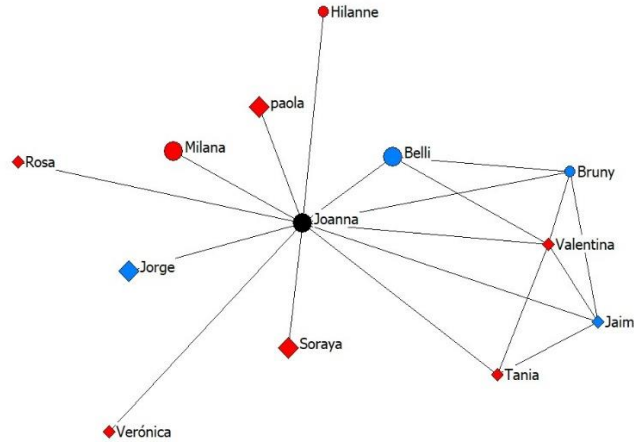 Hilanne
paola
Milana
Belli
Rosa
Bruny
Joanna
Valentina
Jorge
Jaim
Soraya
Tania
Verónica